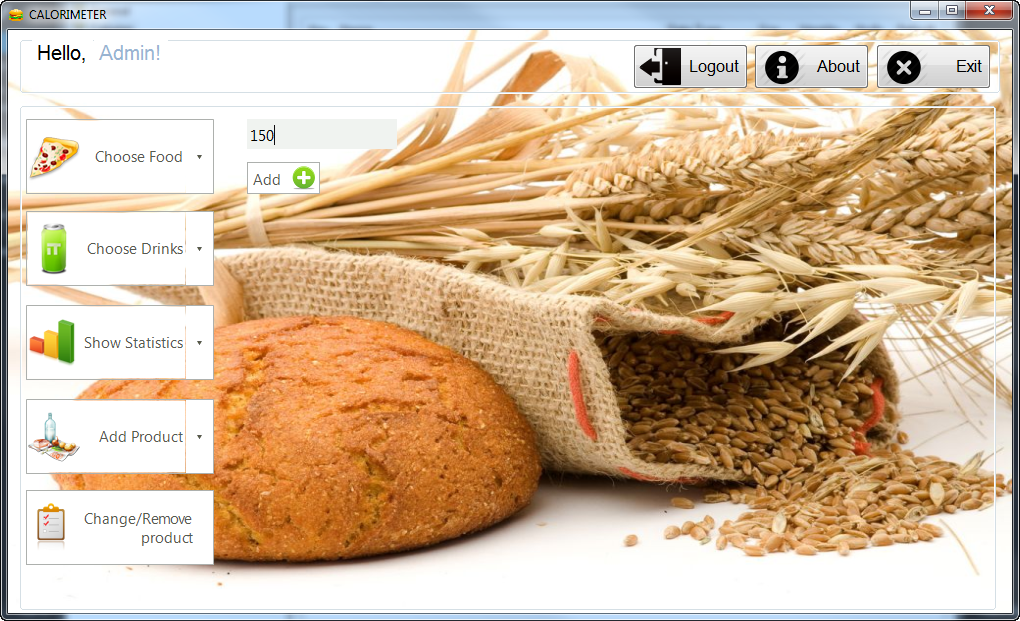 CALORIMETER
Hello, Admin!
Logout
About
Exit
Choose Food
150
Add
iT
Choose Drinks
Show Statistics
Add Product
Change/Remove
product